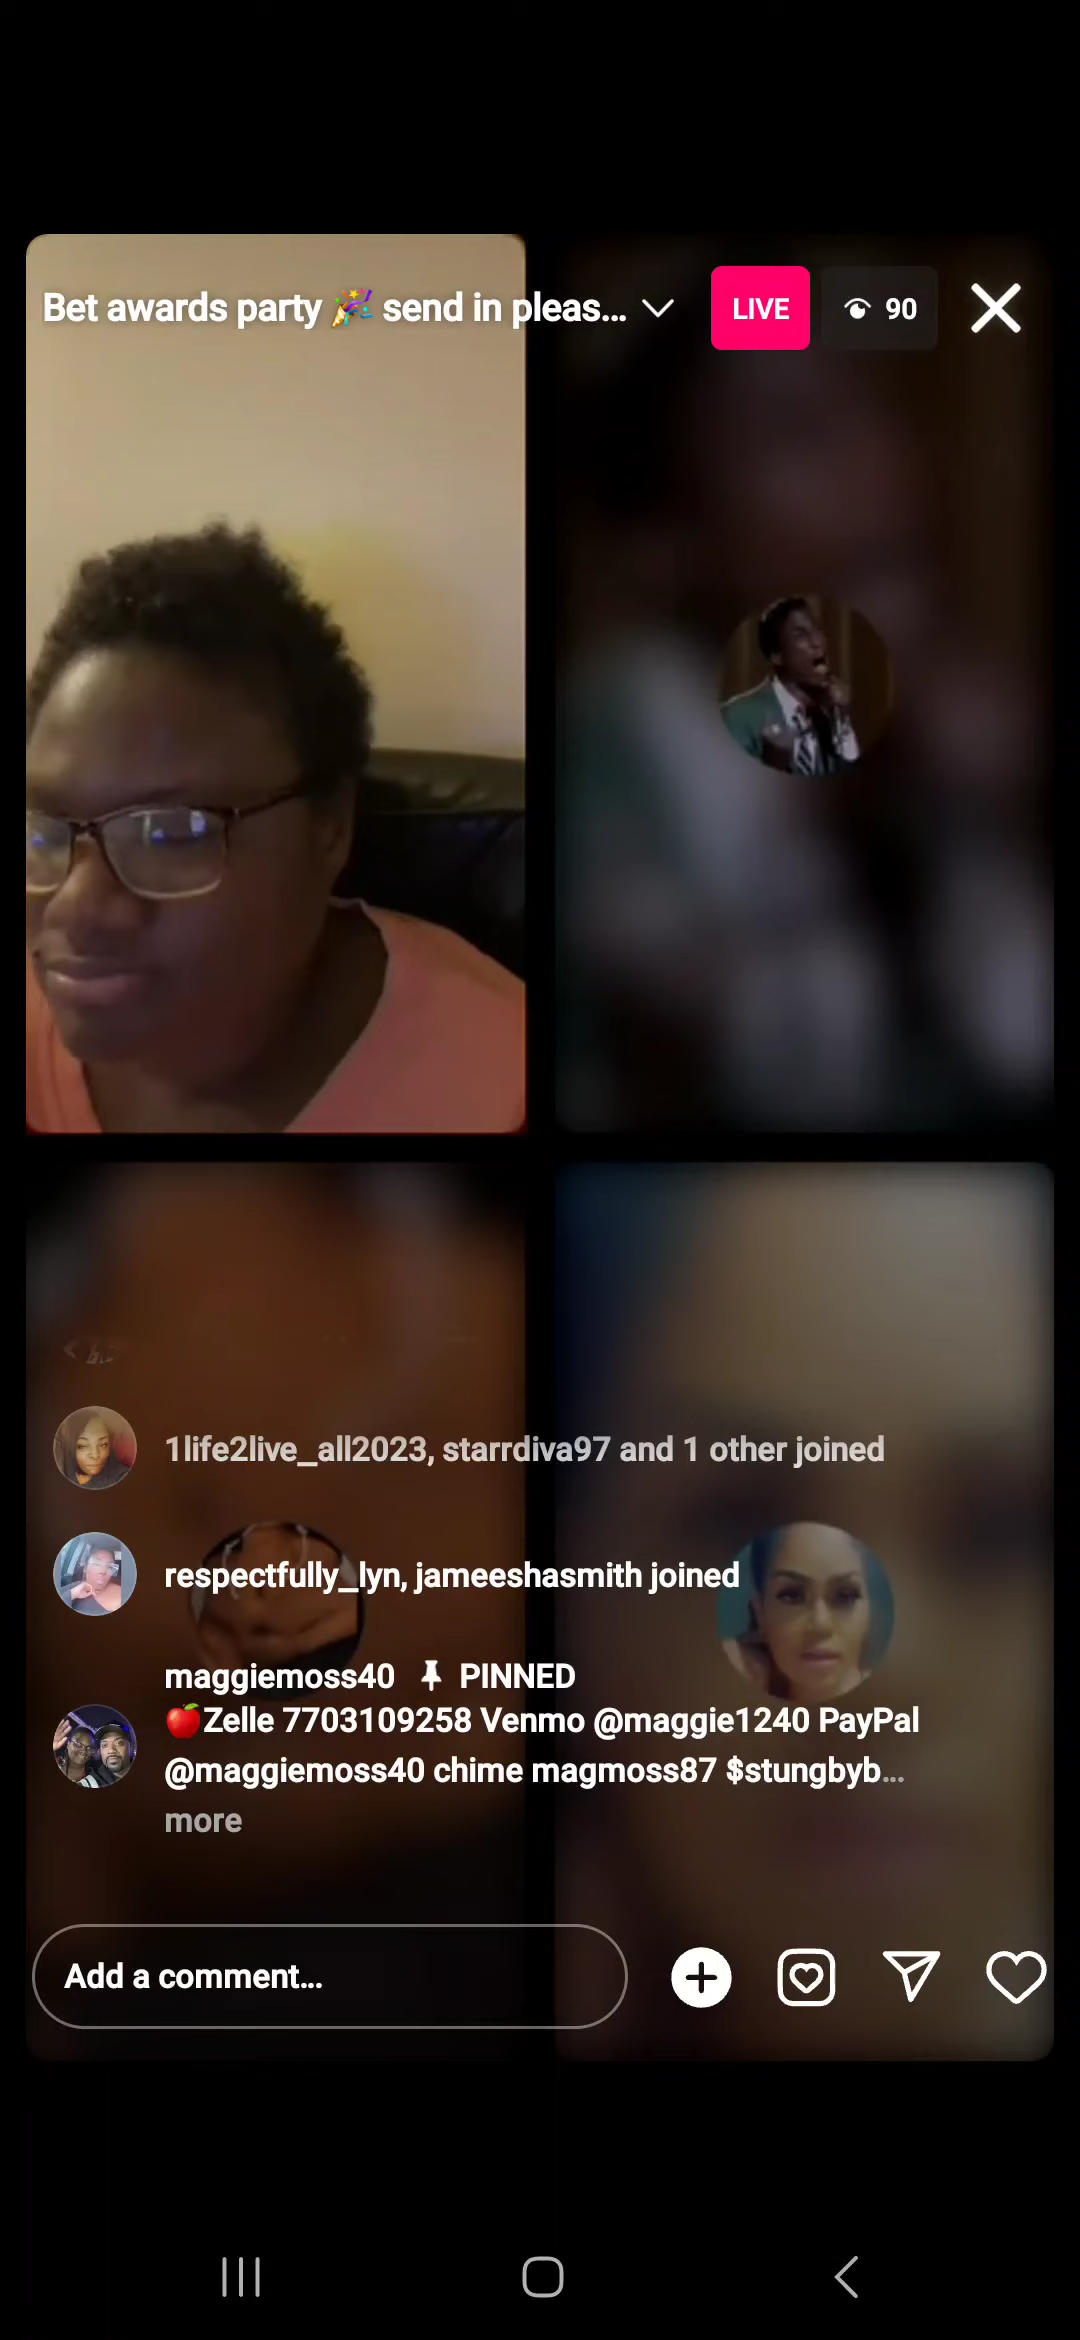 Bet awards party 🎉 send in pleas...
LIVE
90
1life2live_all2023, starrdiva97 and 1 other joined
respectfully_lyn, jameeshasmith joined
maggiemoss40 PINNED
🍎Zelle 7703109258 Venmo @maggie1240 PayPal
@maggiemoss40 chime magmoss87 $stungbyb...
more
Add a comment...